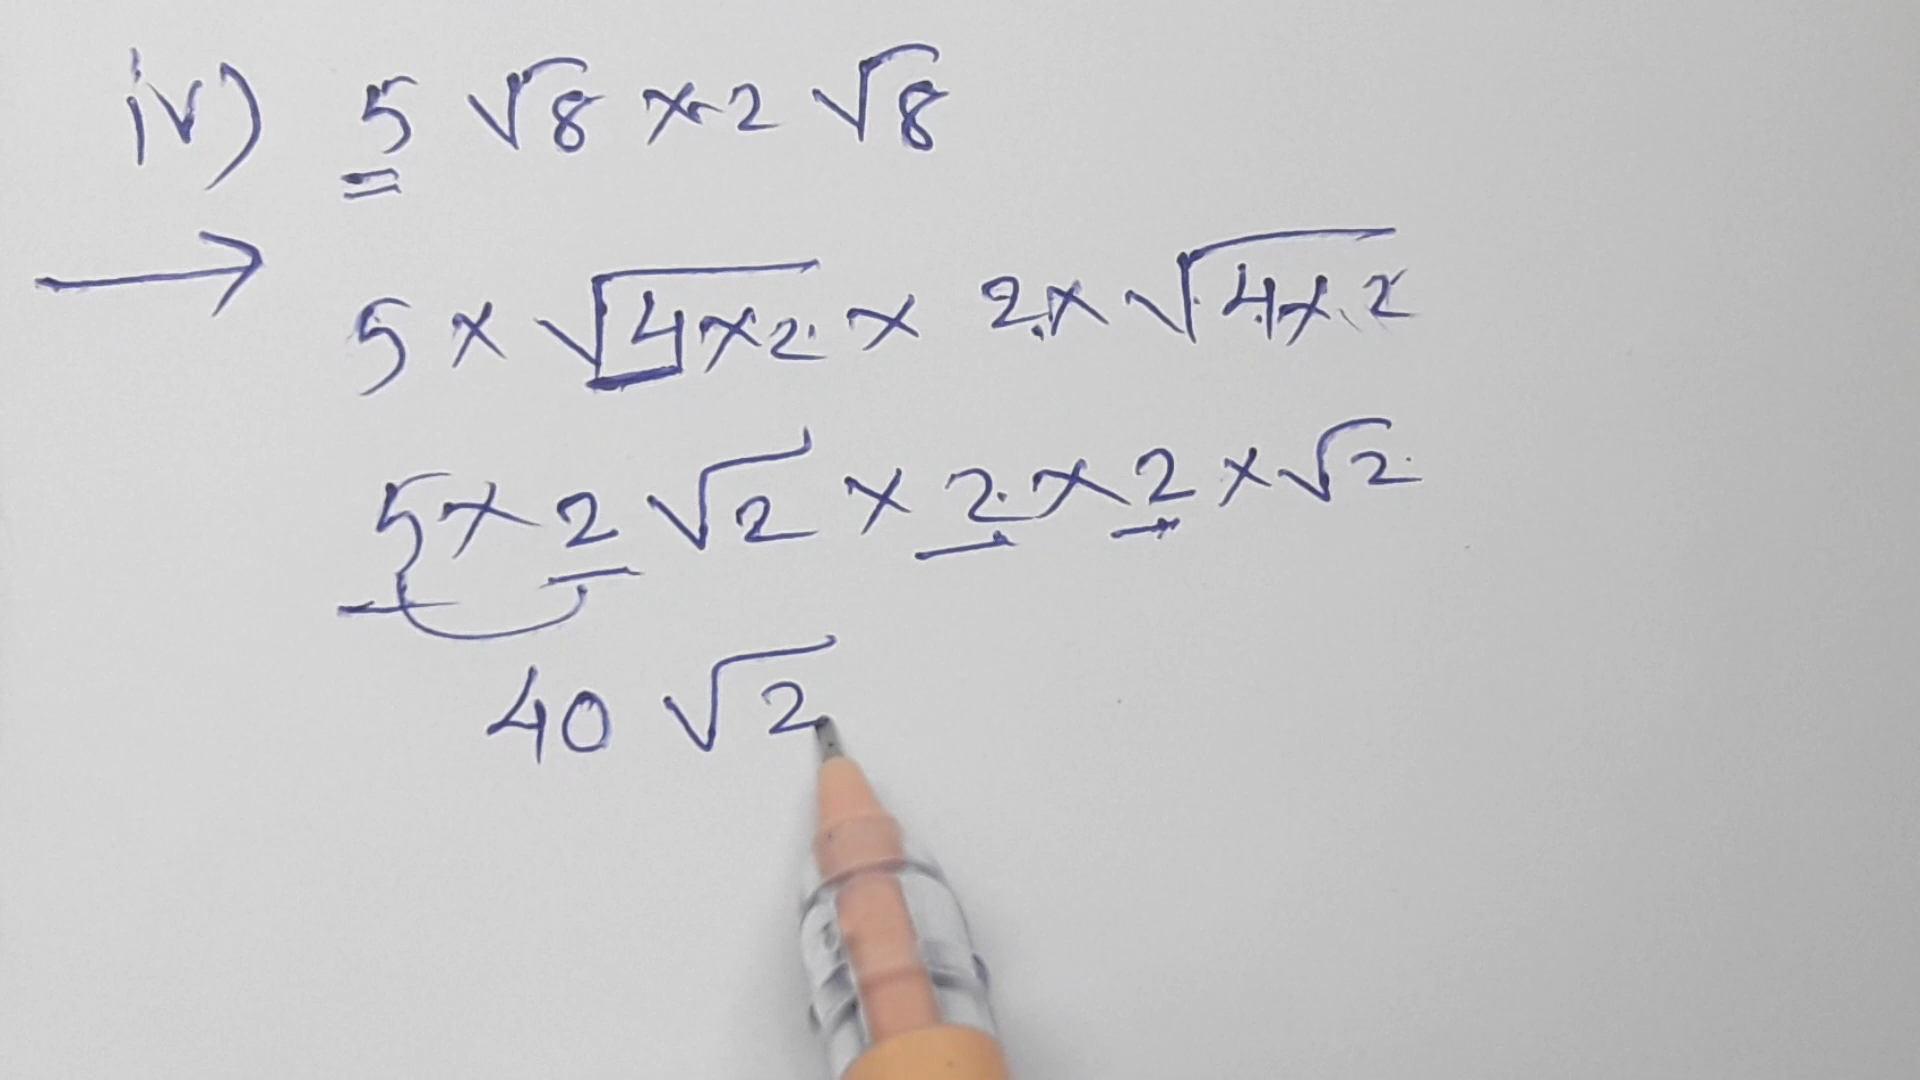 iv) 5 √8 × 2 √8
5 × √4×2 × 2 × √4×2
5 × 2 √2 × 2 × 2 × √2
40 √2